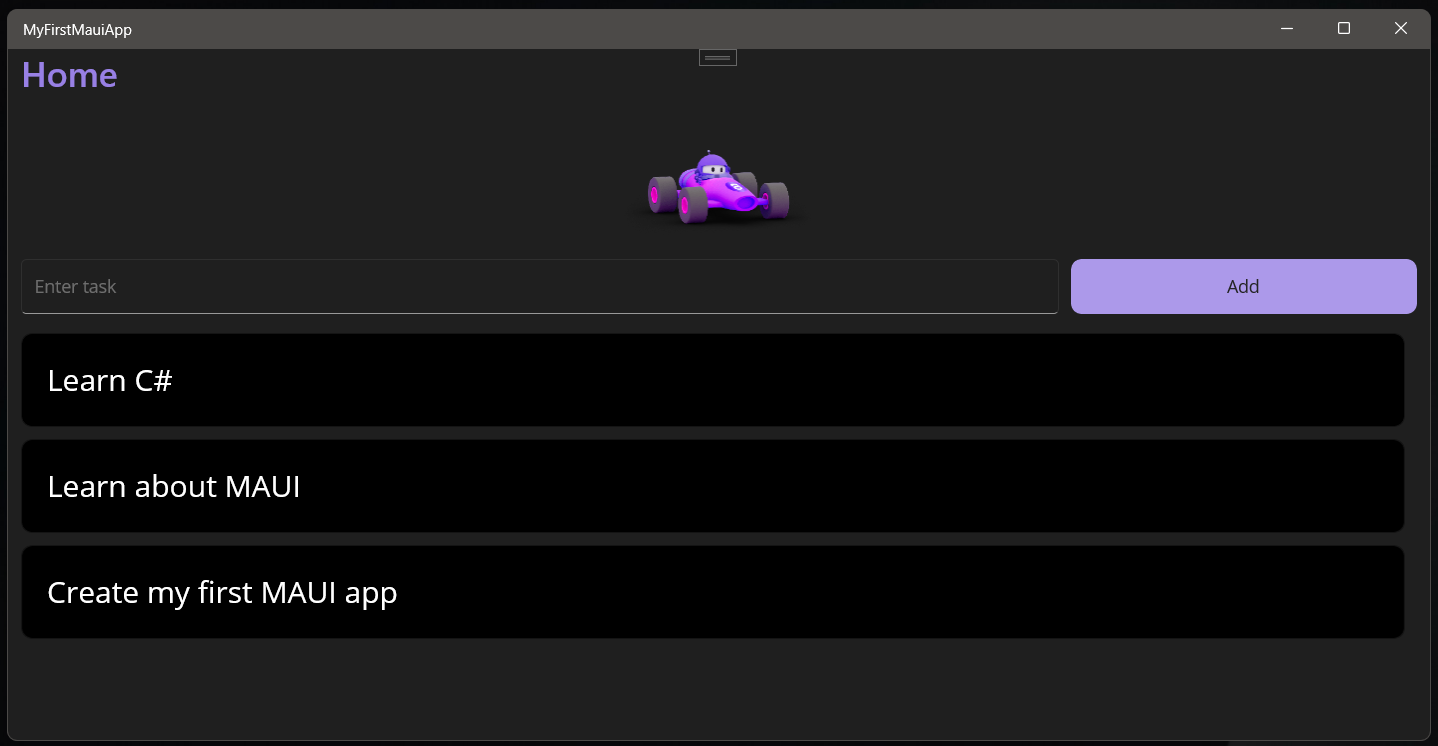 MyFirstMauiApp
Home
Enter task
Add
Learn C#
Learn about MAUI
Create my first MAUI app